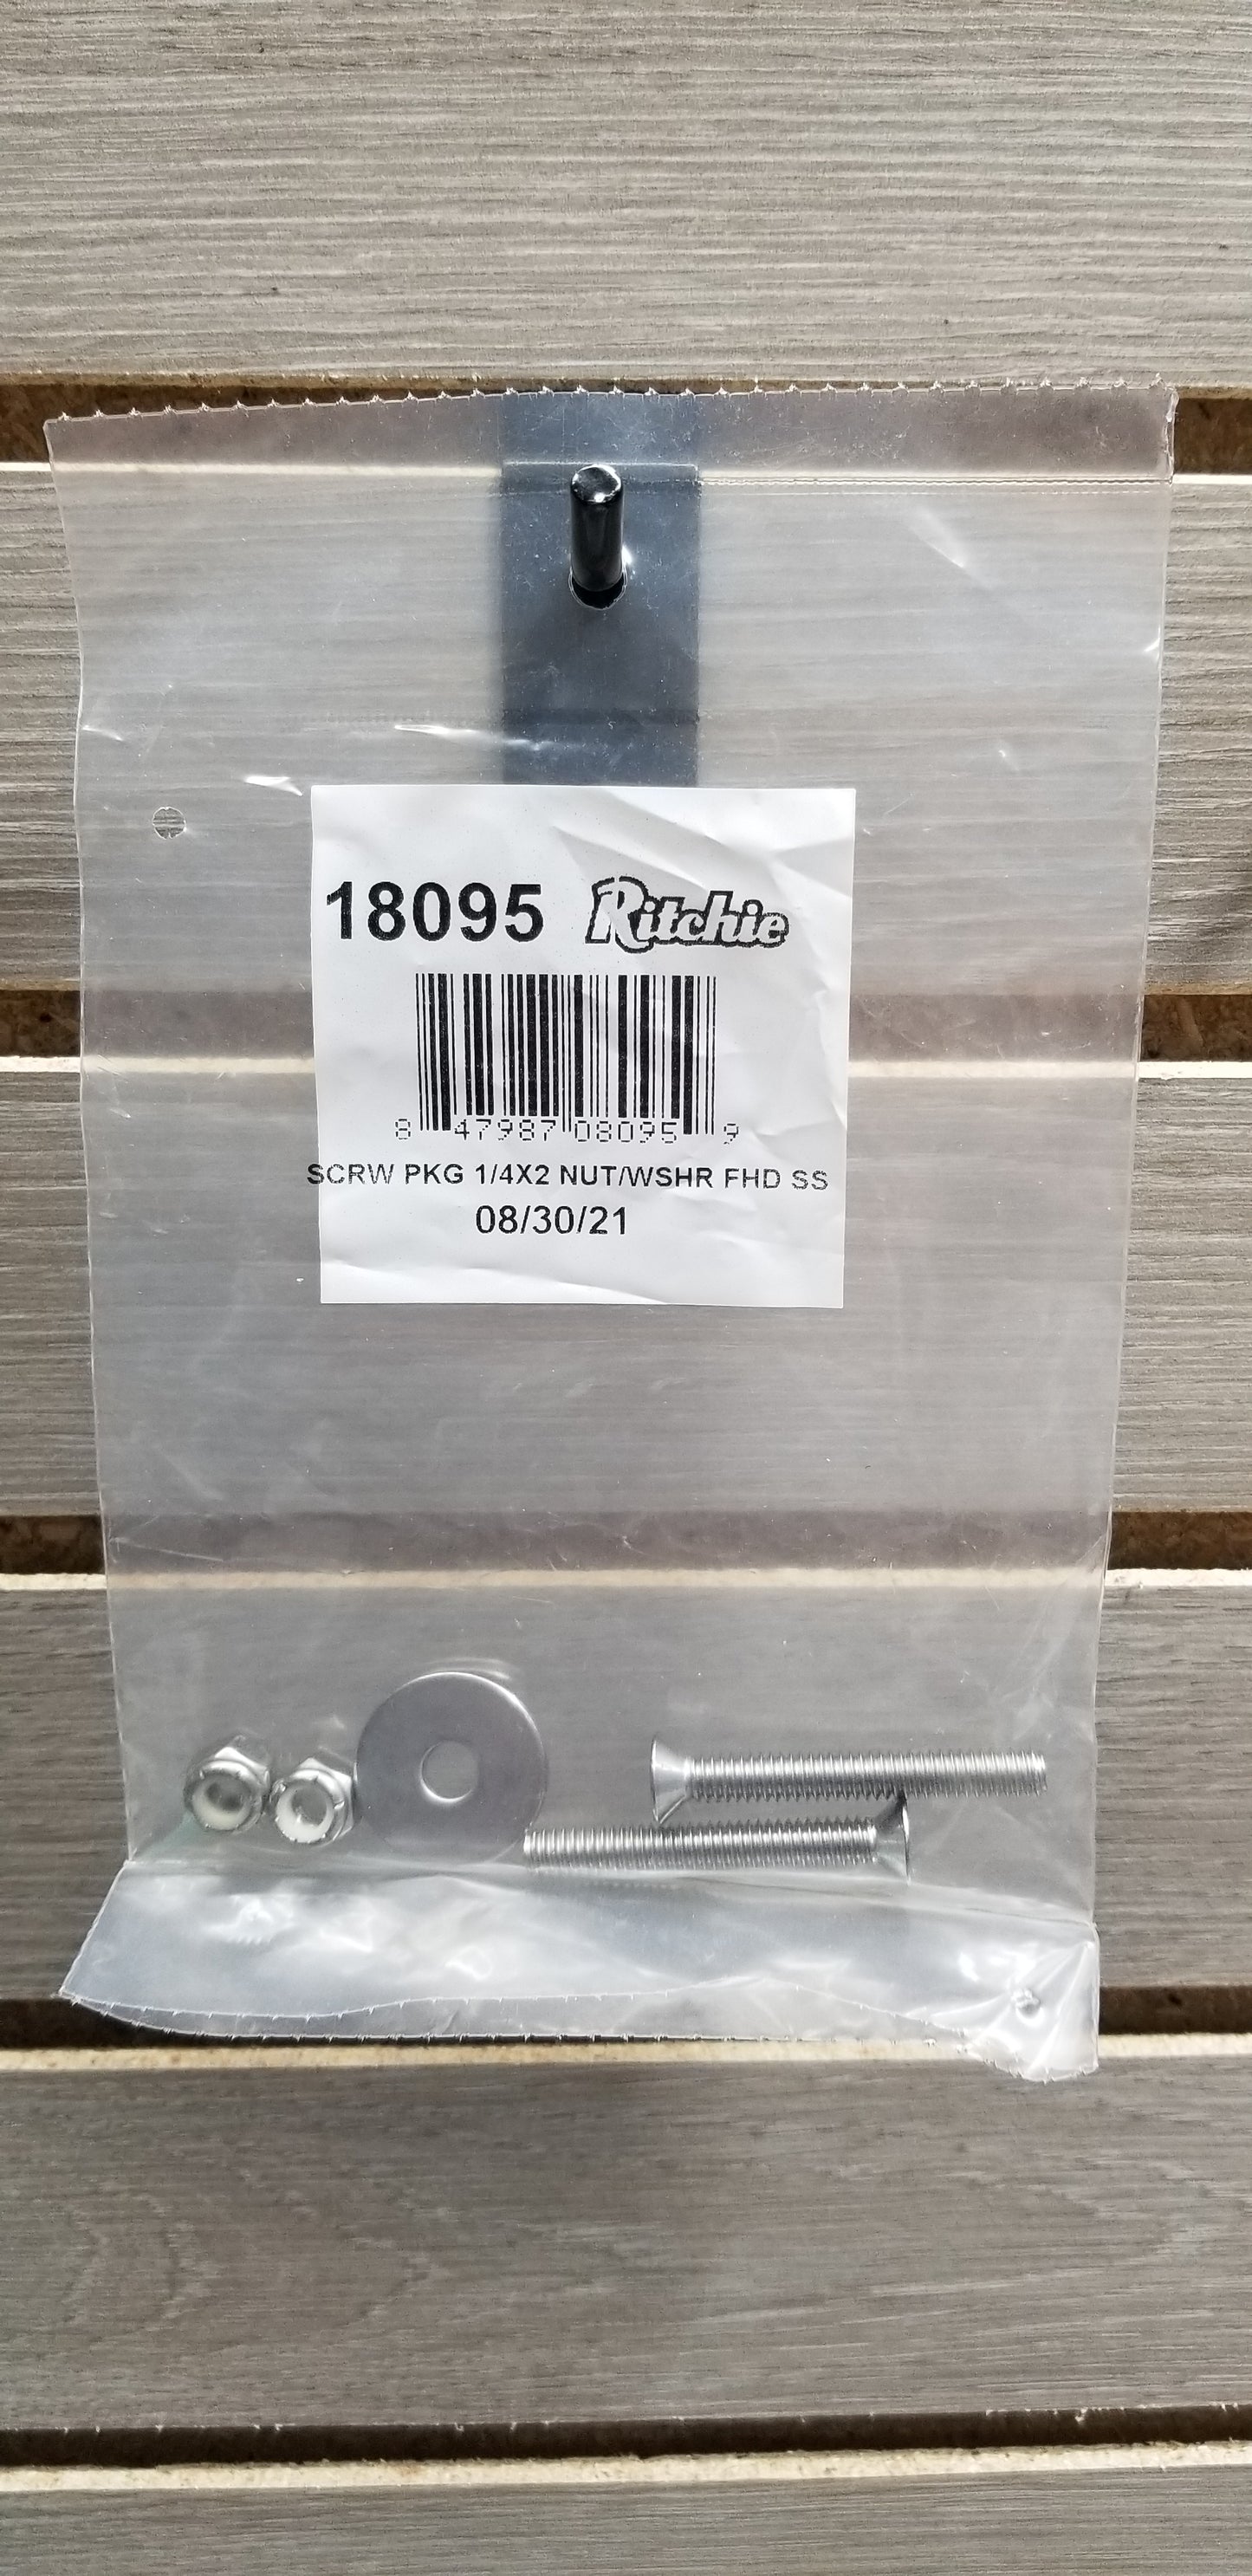 18095 Ritchie
8 47987 08095 9
SCRW PKG 1/4X2 NUT/WSHR FHD SS
08/30/21